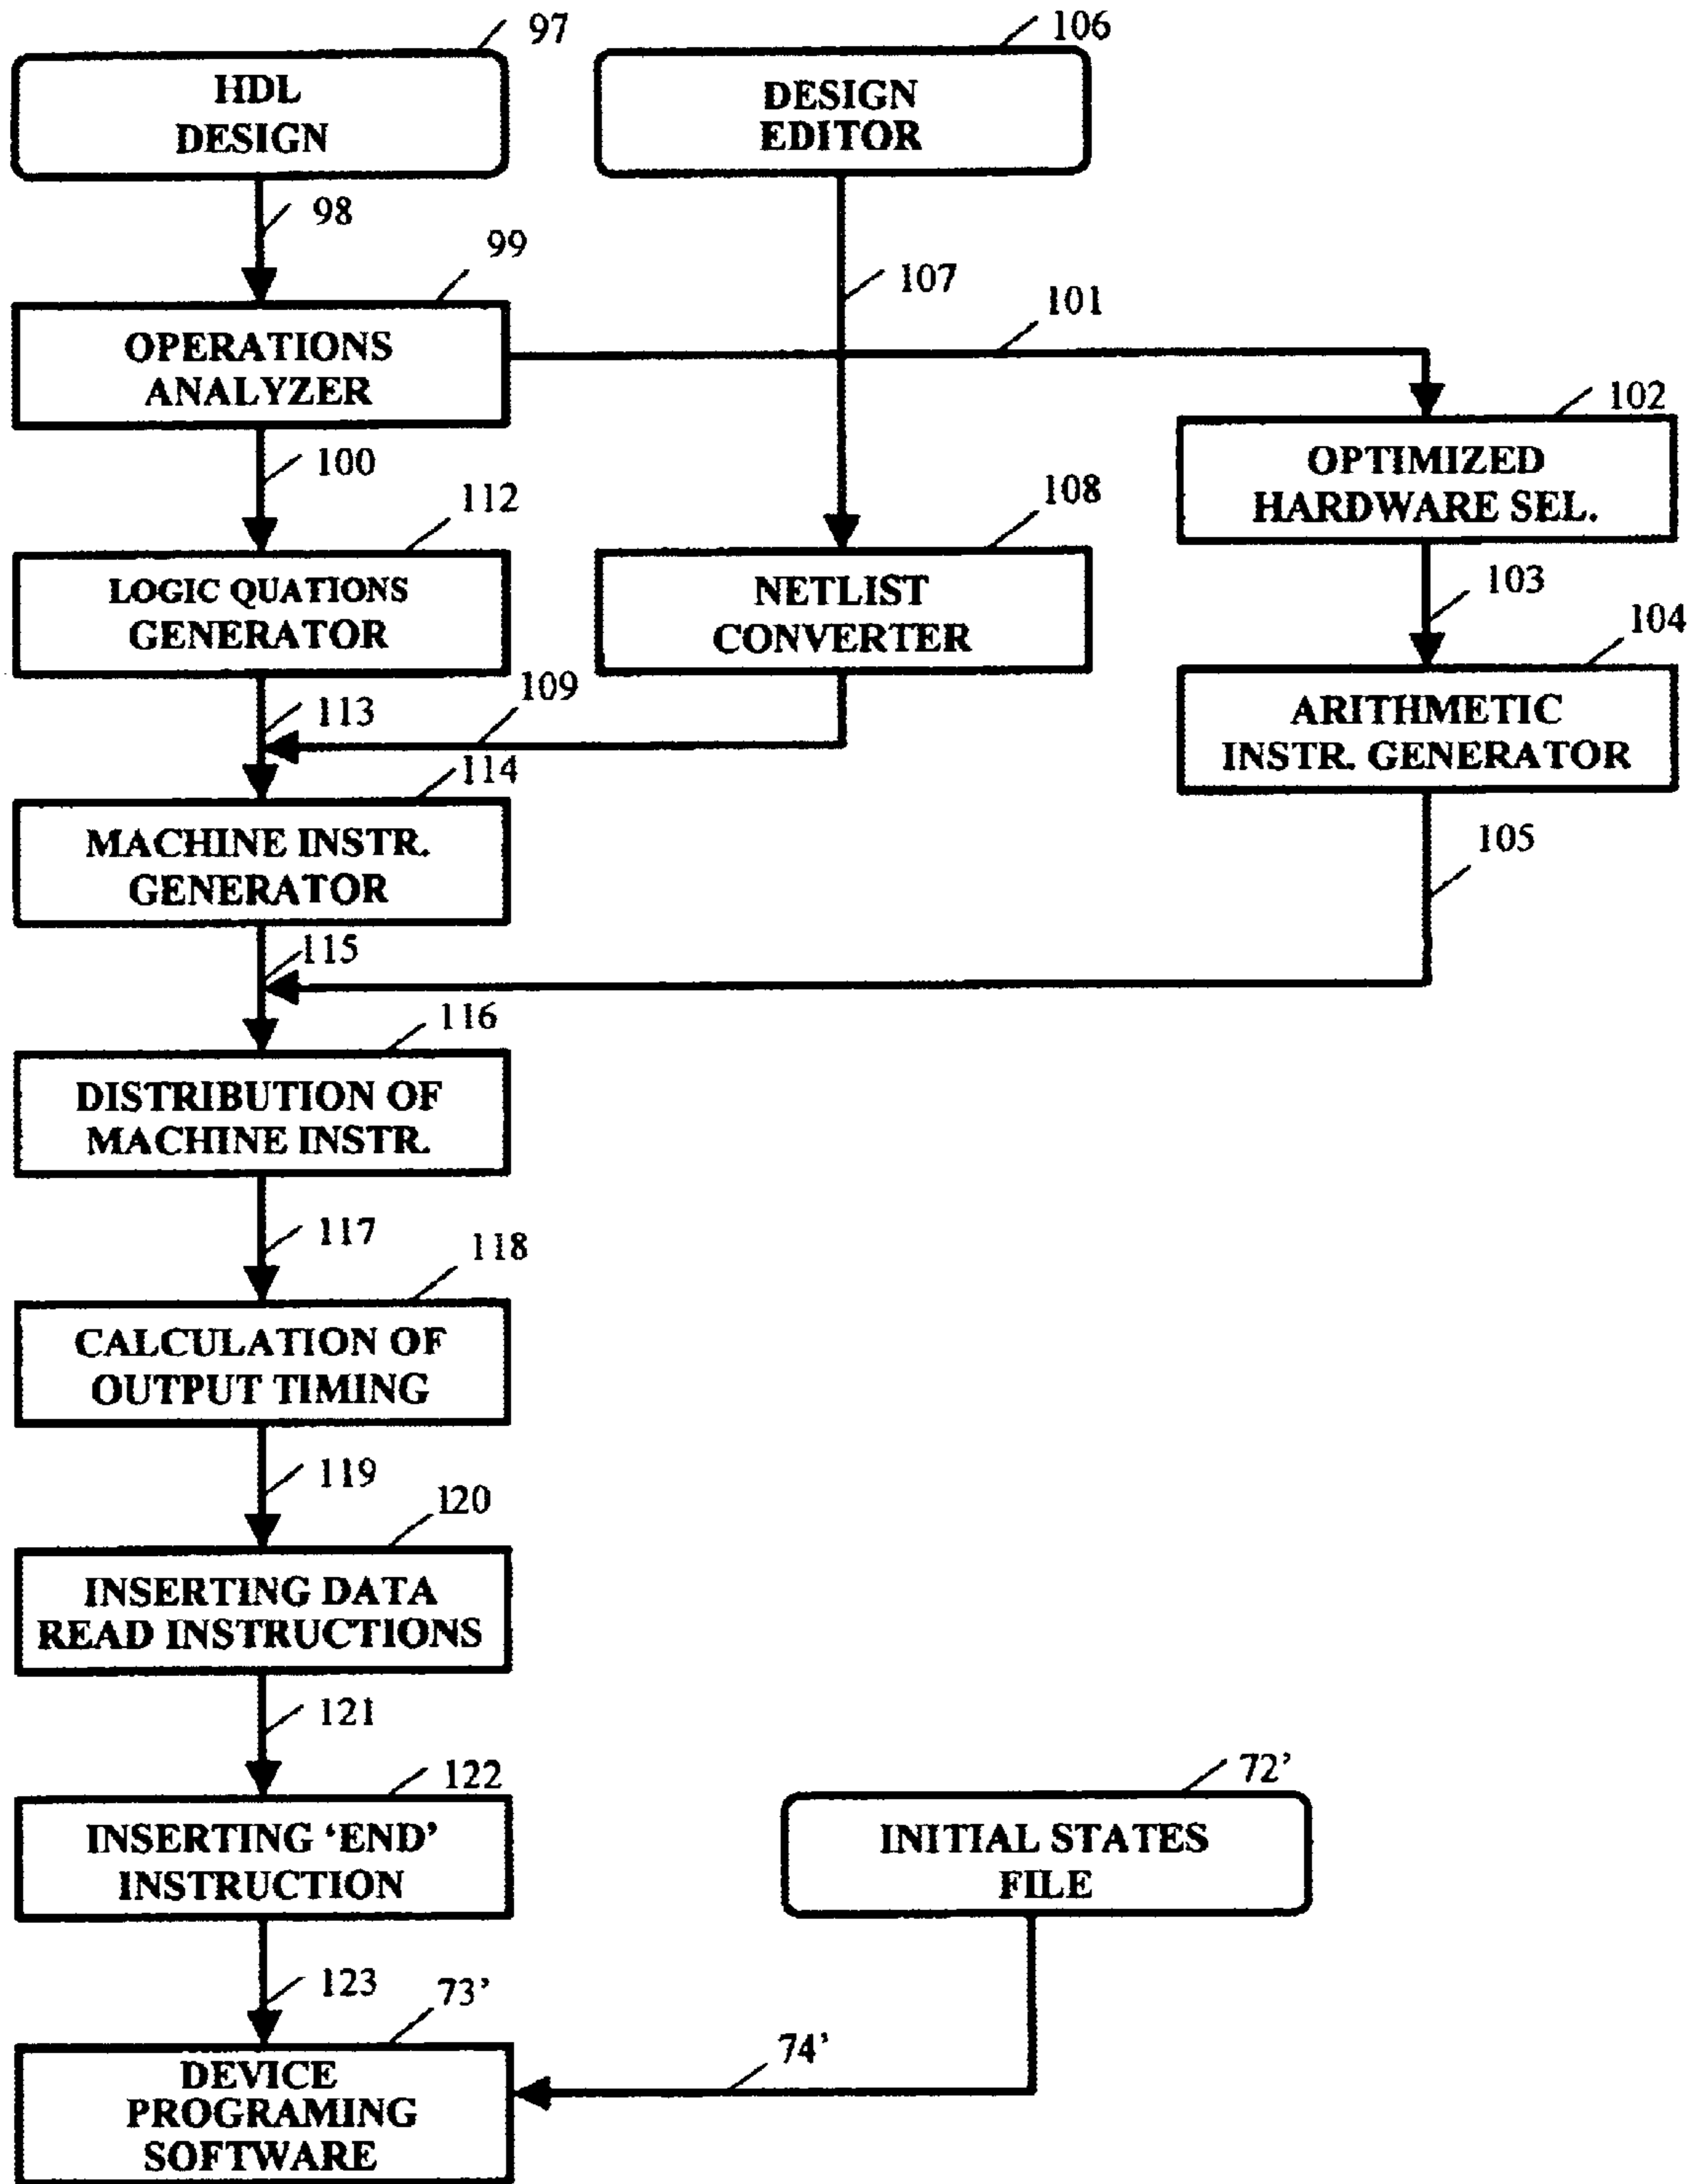 97
HDL
DESIGN
106
DESIGN
EDITOR
98
99
OPERATIONS
ANALYZER
107
101
100
102
OPTIMIZED
HARDWARE SEL.
112
LOGIC QUATIONS
GENERATOR
108
NETLIST
CONVERTER
103
104
ARITHMETIC
INSTR. GENERATOR
113
109
114
MACHINE INSTR.
GENERATOR
105
115
116
DISTRIBUTION OF
MACHINE INSTR.
117
118
CALCULATION OF
OUTPUT TIMING
119
120
INSERTING DATA
READ INSTRUCTIONS
121
122
INSERTING ‘END’
INSTRUCTION
72’
INITIAL STATES
FILE
123
73’
74’
DEVICE
PROGRAMING
SOFTWARE